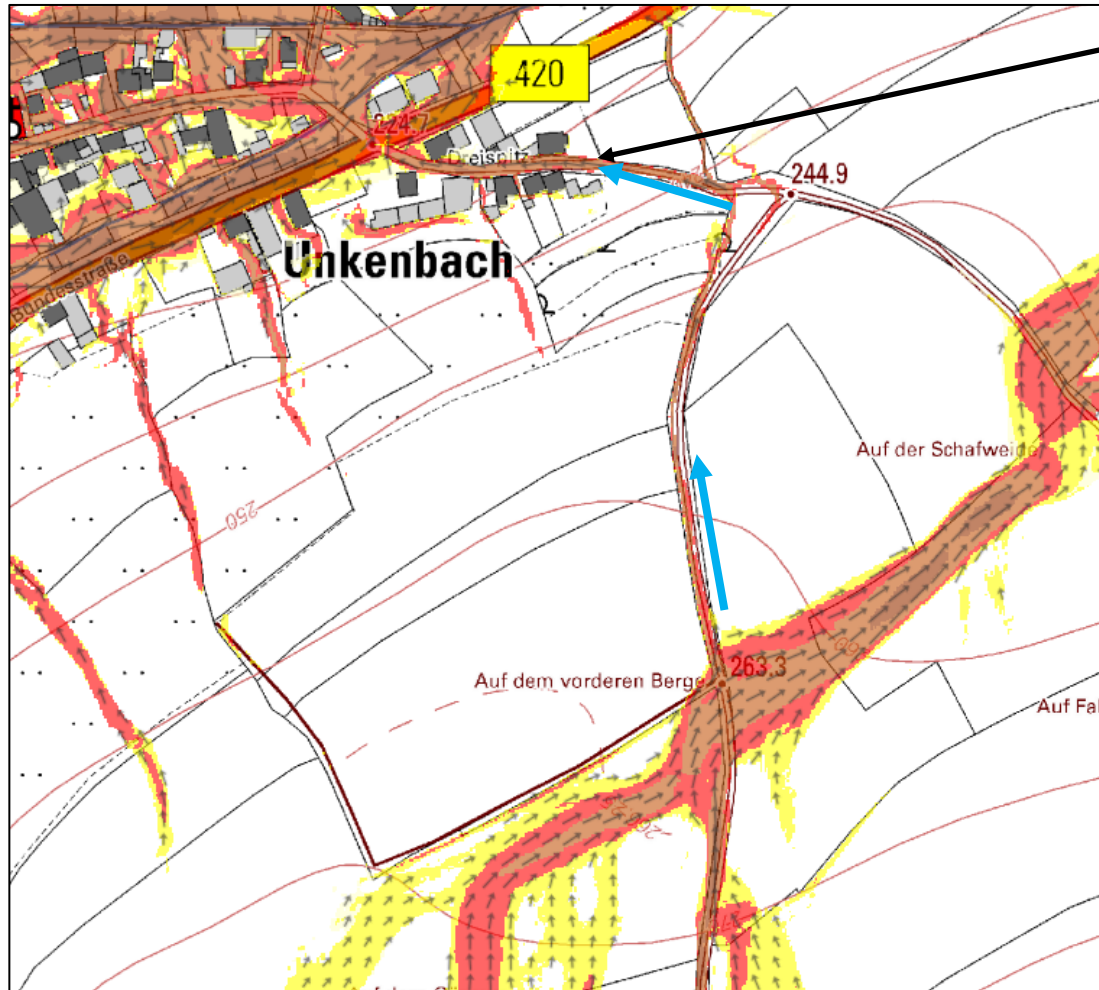 420
224.7
Dreispitz
244.9
Unkenbach
Bundesstraße
250
Auf der Schafweide
Auf dem vorderen Berge
263.3
Auf Fal